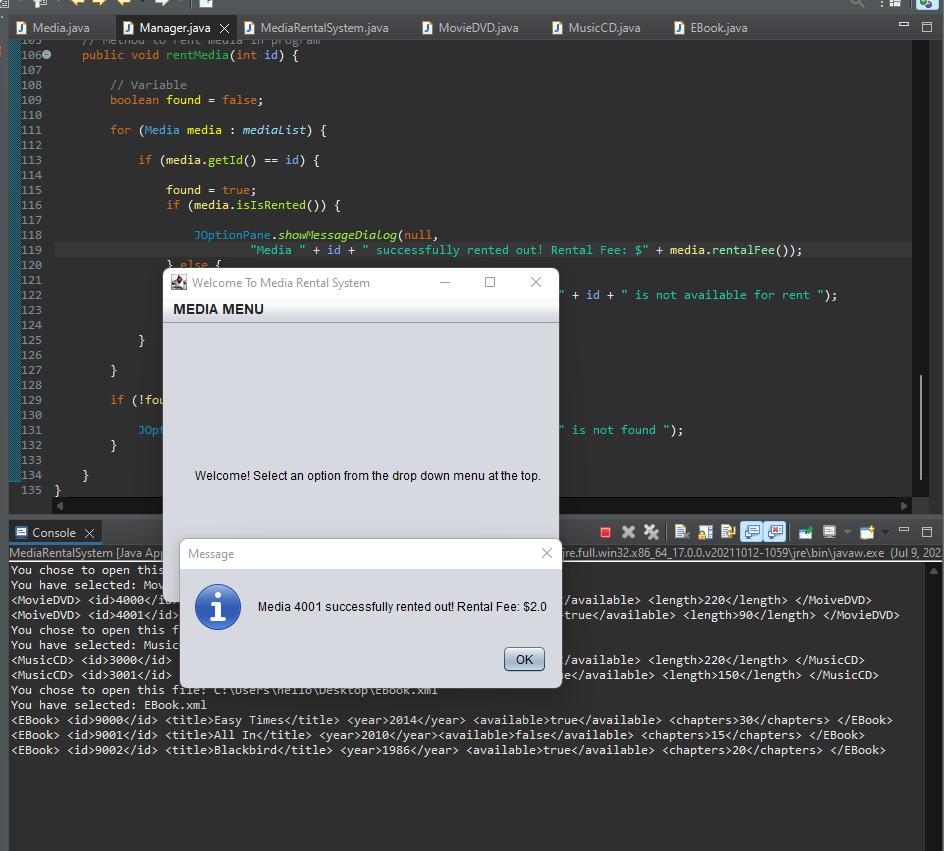 Media.java Manager.java MediaRentalSystem.java MovieDVD.java MusicCD.java EBook.java
105 // Method to rent media in program
106 public void rentMedia(int id) {
107
108 // Variable
109 boolean found = false;
110
111 for (Media media : mediaList) {
112
113 if (media.getId() == id) {
114
115 found = true;
116 if (media.isIsRented()) {
117
118 JOptionPane.showMessageDialog(null,
119 "Media " + id + " successfully rented out! Rental Fee: $" + media.rentalFee());
120 } else {
121
122 " + id + " is not available for rent ");
123
124
125 }
126
127 }
128
129 if (!fou
130
131 JOpt " is not found ");
132 }
133
134 }
135 }
Welcome To Media Rental System
MEDIA MENU
Welcome! Select an option from the drop down menu at the top.
Console
MediaRentalSystem [Java App jre.full.win32.x86_64_17.0.0.v20211012-1059\jre\bin\javaw.exe (Jul 9, 202
You chose to open this
You have selected: Mov
<MovieDVD> <id>4000</id /available> <length>220</length> </MoiveDVD>
<MoiveDVD> <id>4001</id> true</available> <length>90</length> </MovieDVD>
You chose to open this f
You have selected: Music
<MusicCD> <id>3000</id> /available> <length>220</length> </MusicCD>
<MusicCD> <id>3001</id> e</available> <length>150</length> </MusicCD>
You chose to open this file: C:\Users\hello\Desktop\EBook.xml
You have selected: EBook.xml
<EBook> <id>9000</id> <title>Easy Times</title> <year>2014</year> <available>true</available> <chapters>30</chapters> </EBook>
<EBook> <id>9001</id> <title>All In</title> <year>2010</year><available>false</available> <chapters>15</chapters> </EBook>
<EBook> <id>9002</id> <title>Blackbird</title> <year>1986</year> <available>true</available> <chapters>20</chapters> </EBook>
Message
Media 4001 successfully rented out! Rental Fee: $2.0
OK